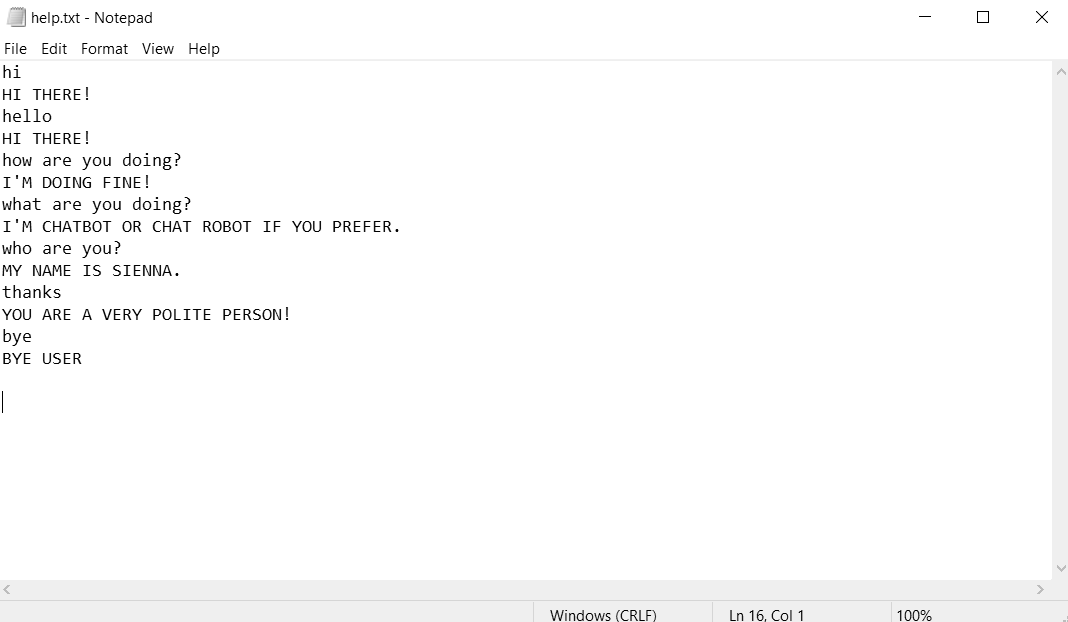 help.txt - Notepad
File Edit Format View Help
hi
HI THERE!
hello
HI THERE!
how are you doing?
I'M DOING FINE!
what are you doing?
I'M CHATBOT OR CHAT ROBOT IF YOU PREFER.
who are you?
MY NAME IS SIENNA.
thanks
YOU ARE A VERY POLITE PERSON!
bye
BYE USER
Windows (CRLF) Ln 16, Col 1 100%